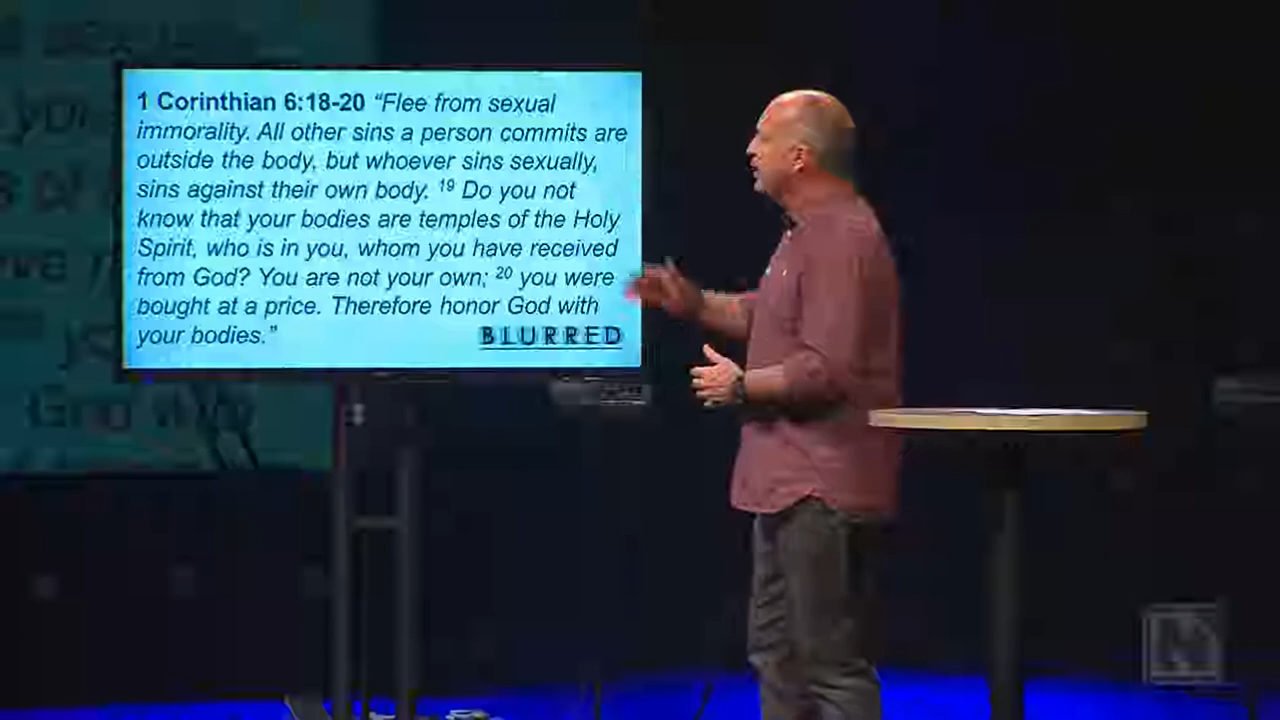 1 Corinthian 6:18-20 “Flee from sexual
immorality. All other sins a person commits are
outside the body, but whoever sins sexually,
sins against their own body. 19 Do you not
know that your bodies are temples of the Holy
Spirit, who is in you, whom you have received
from God? You are not your own; 20 you were
bought at a price. Therefore honor God with
your bodies.”
BLURRED